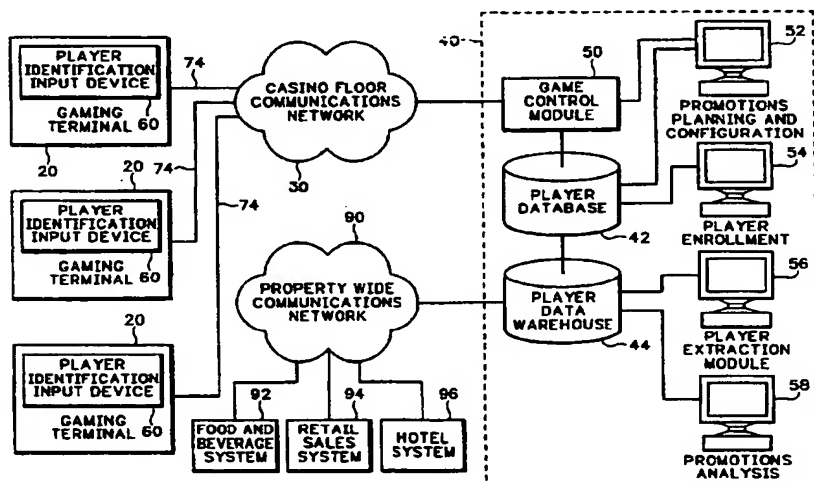 PLAYER
IDENTIFICATION
INPUT DEVICE
GAMING 60
TERMINAL
20
74
20
PLAYER
IDENTIFICATION
INPUT DEVICE
GAMING 60
TERMINAL
74
20
PLAYER
IDENTIFICATION
INPUT DEVICE
GAMING 60
TERMINAL
74
CASINO FLOOR
COMMUNICATIONS
NETWORK
30
90
PROPERTY WIDE
COMMUNICATIONS
NETWORK
92
FOOD AND
BEVERAGE
SYSTEM
94
RETAIL
SALES
SYSTEM
96
HOTEL
SYSTEM
40
50
GAME
CONTROL
MODULE
PLAYER
DATABASE
42
PLAYER
DATA
WAREHOUSE
44
52
PROMOTIONS
PLANNING AND
CONFIGURATION
54
PLAYER
ENROLLMENT
56
PLAYER
EXTRACTION
MODULE
58
PROMOTIONS
ANALYSIS